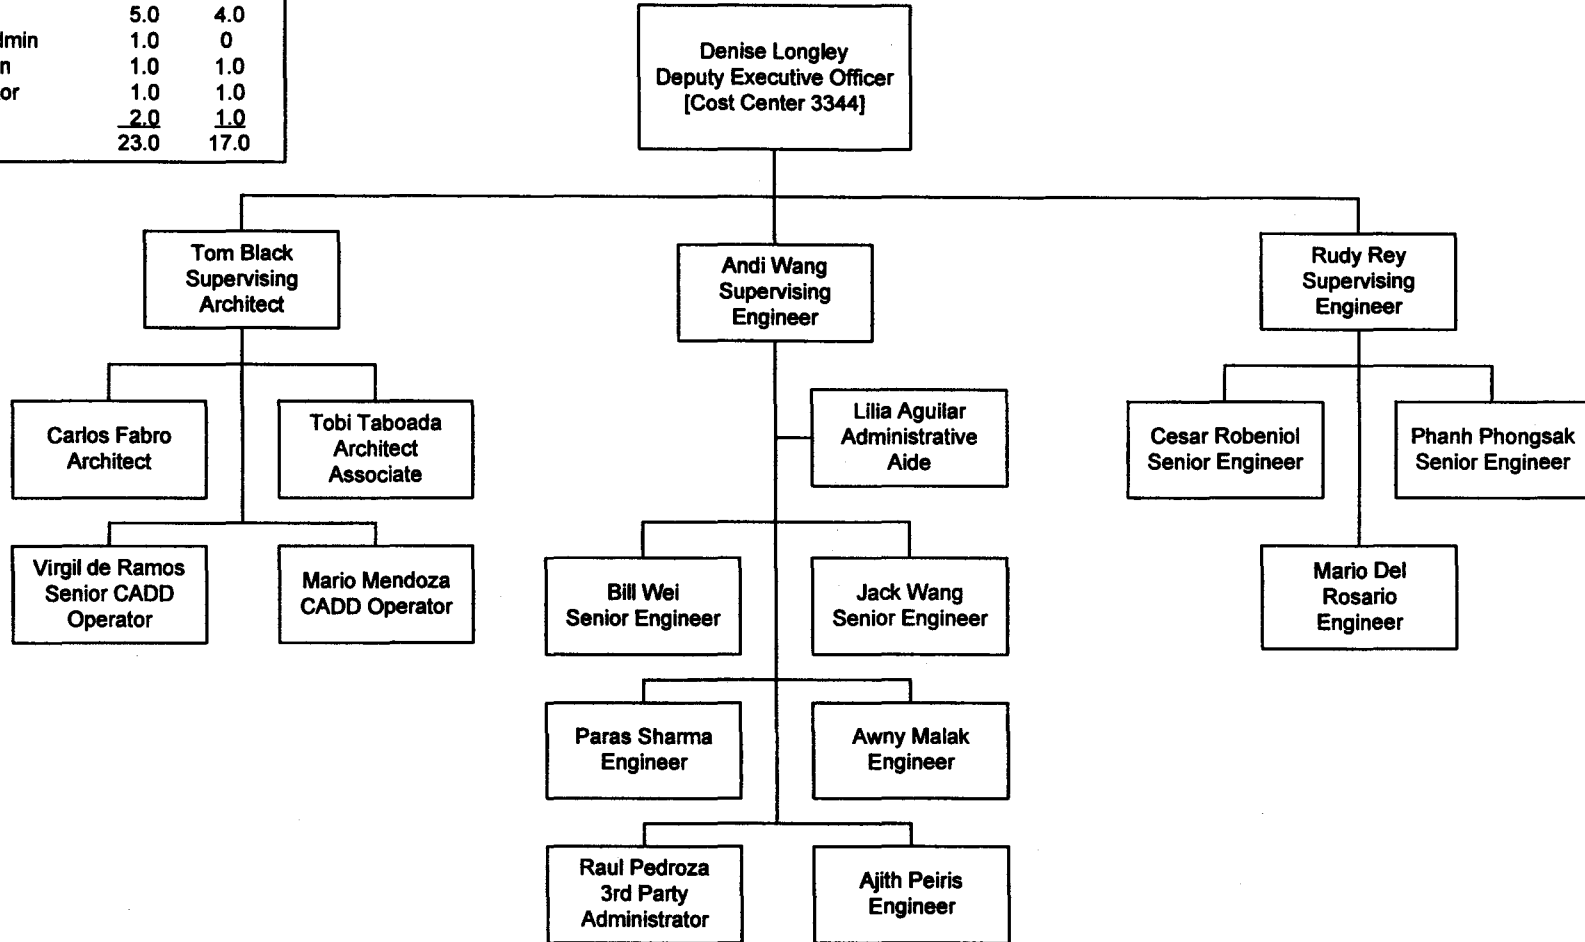 5.0 4.0
1.0 0
1.0 1.0
1.0 1.0
2.0 1.0
23.0 17.0
Denise Longley
Deputy Executive Officer
[Cost Center 3344]
Tom Black
Supervising
Architect
Andi Wang
Supervising
Engineer
Rudy Rey
Supervising
Engineer
Carlos Fabro
Architect
Tobi Taboada
Architect
Associate
Lilia Aguilar
Administrative
Aide
Cesar Robeniol
Senior Engineer
Phanh Phongsak
Senior Engineer
Virgil de Ramos
Senior CADD
Operator
Mario Mendoza
CADD Operator
Bill Wei
Senior Engineer
Jack Wang
Senior Engineer
Mario Del
Rosario
Engineer
Paras Sharma
Engineer
Awny Malak
Engineer
Raul Pedroza
3rd Party
Administrator
Ajith Peiris
Engineer